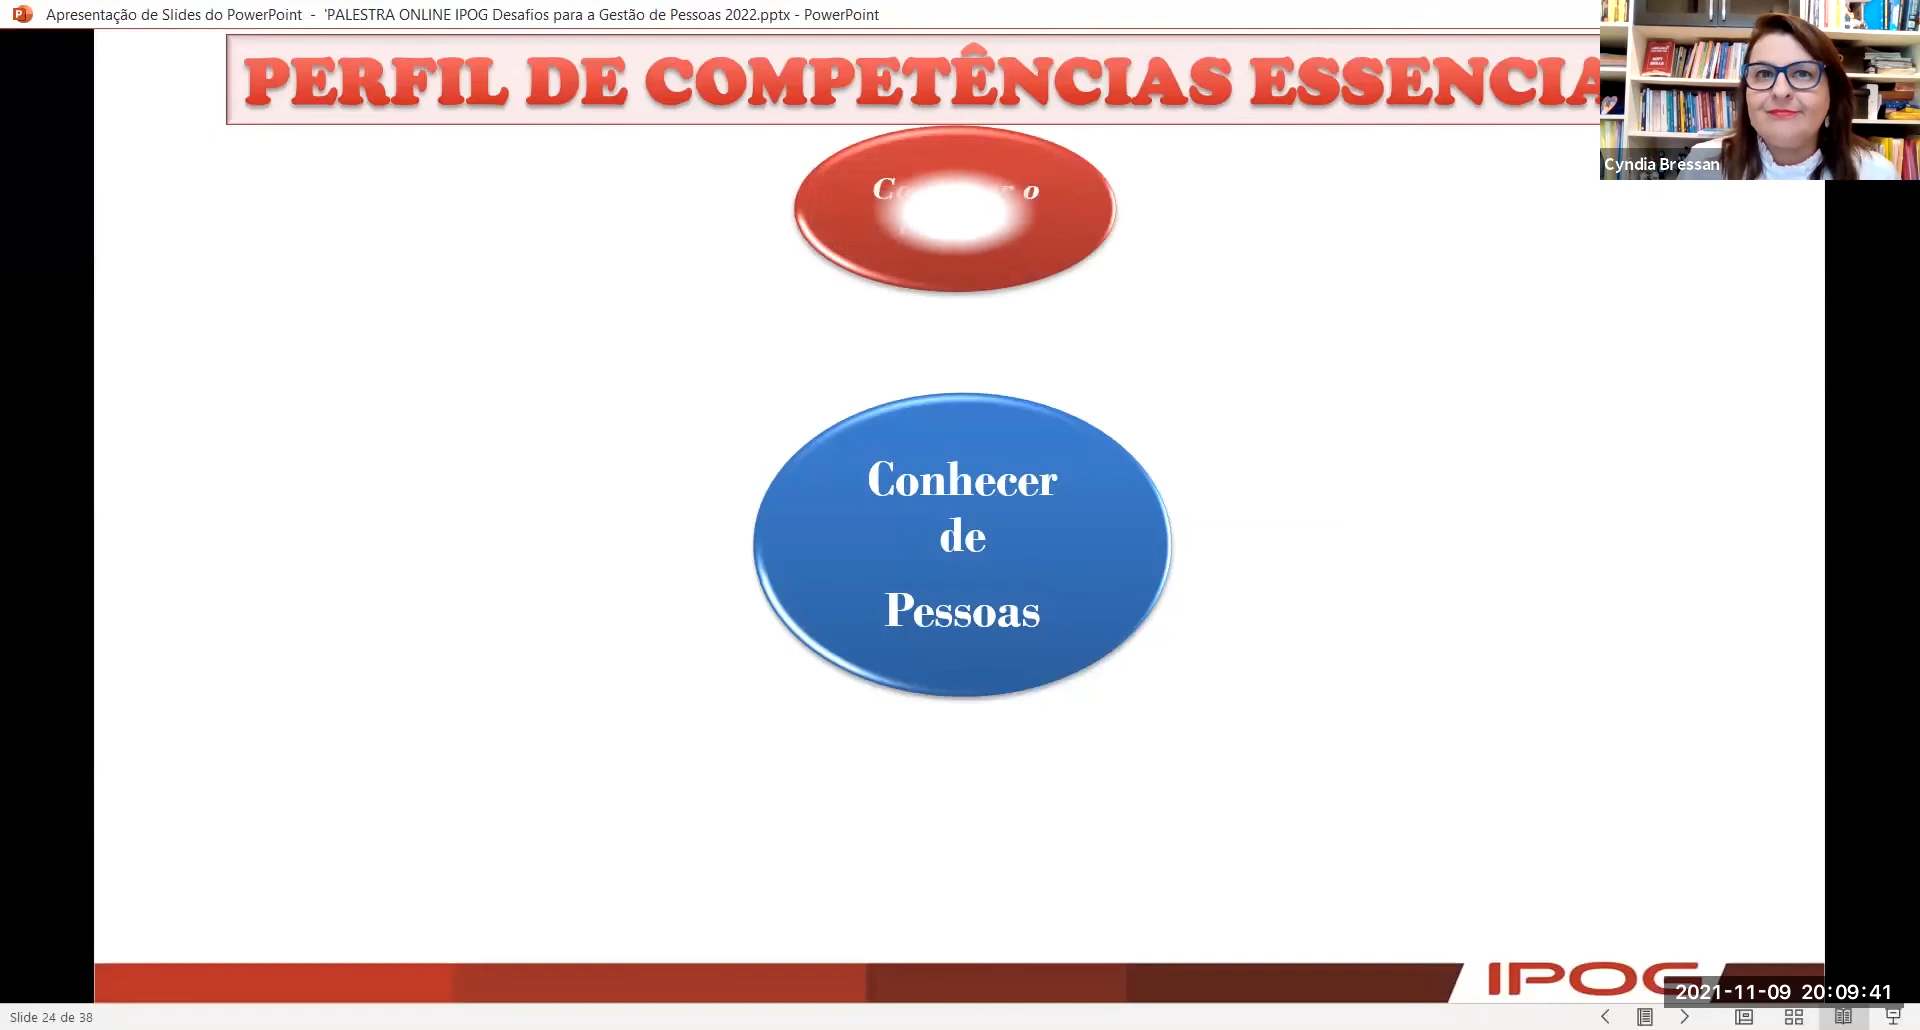 Apresentação de Slides do PowerPoint - 'PALESTRA ONLINE IPOG Desafios para a Gestão de Pessoas 2022.pptx - PowerPoint
PERFIL DE COMPETÊNCIAS ESSENCIA
Cyndia Bressan
o
Conhecer
de
Pessoas
IPOG
2021-11-09 20:09:41
Slide 24 de 38